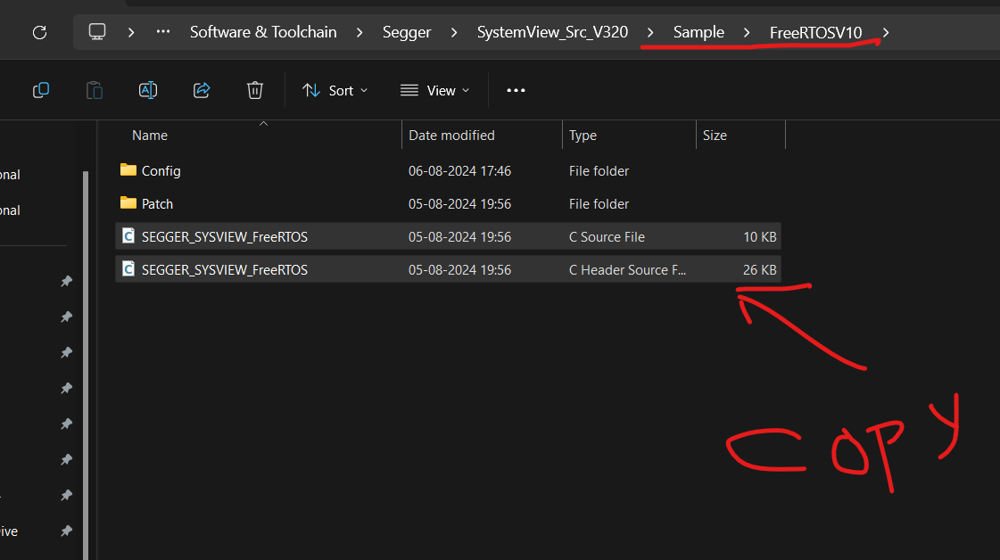 Software & Toolchain > Segger > SystemView_Src_V320 > Sample > FreeRTOSV10 >
Sort View
Name Date modified Type Size
onal
Config 06-08-2024 17:46 File folder
onal
Patch 05-08-2024 19:56 File folder
C SEGGER_SYSVIEW_FreeRTOS 05-08-2024 19:56 C Source File 10 KB
C SEGGER_SYSVIEW_FreeRTOS 05-08-2024 19:56 C Header Source F... 26 KB
COPY
ive